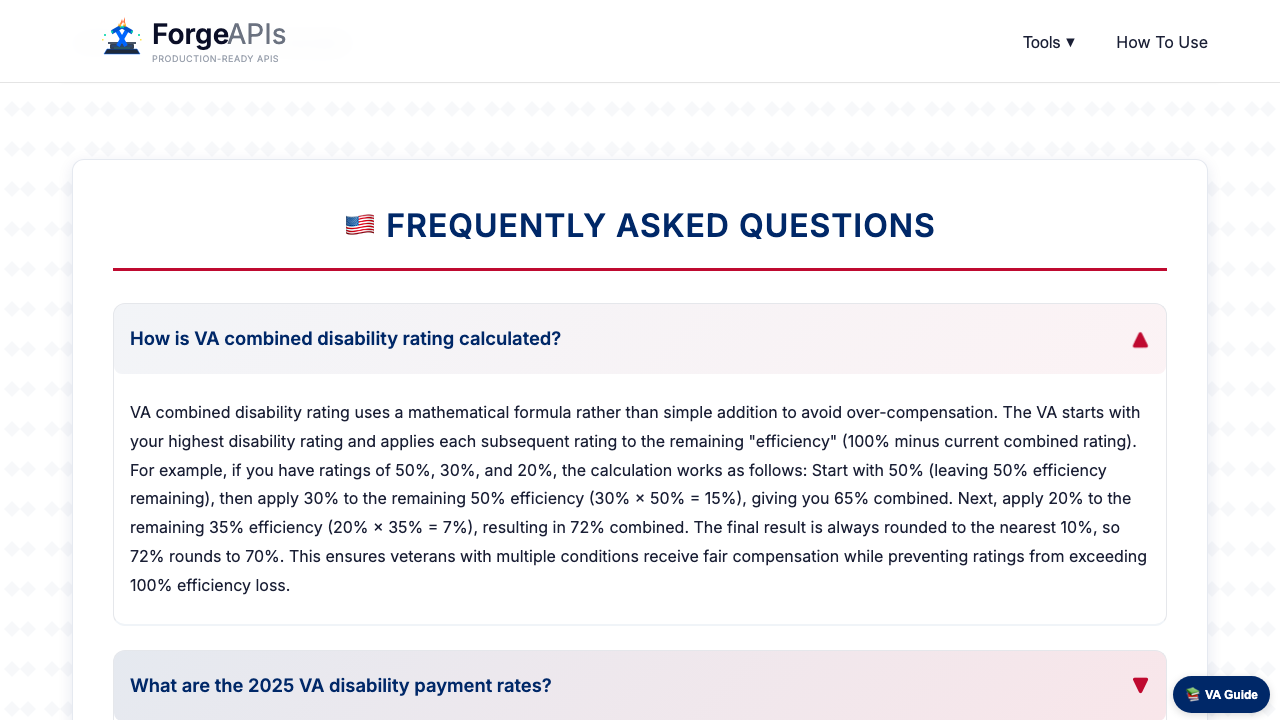 ForgeAPIs
PRODUCTION-READY APIS
Tools ▼
How To Use
🇺🇸 FREQUENTLY ASKED QUESTIONS
How is VA combined disability rating calculated?
VA combined disability rating uses a mathematical formula rather than simple addition to avoid over-compensation. The VA starts with
your highest disability rating and applies each subsequent rating to the remaining "efficiency" (100% minus current combined rating).
For example, if you have ratings of 50%, 30%, and 20%, the calculation works as follows: Start with 50% (leaving 50% efficiency
remaining), then apply 30% to the remaining 50% efficiency (30% × 50% = 15%), giving you 65% combined. Next, apply 20% to the
remaining 35% efficiency (20% × 35% = 7%), resulting in 72% combined. The final result is always rounded to the nearest 10%, so
72% rounds to 70%. This ensures veterans with multiple conditions receive fair compensation while preventing ratings from exceeding
100% efficiency loss.
What are the 2025 VA disability payment rates?
📚 VA Guide